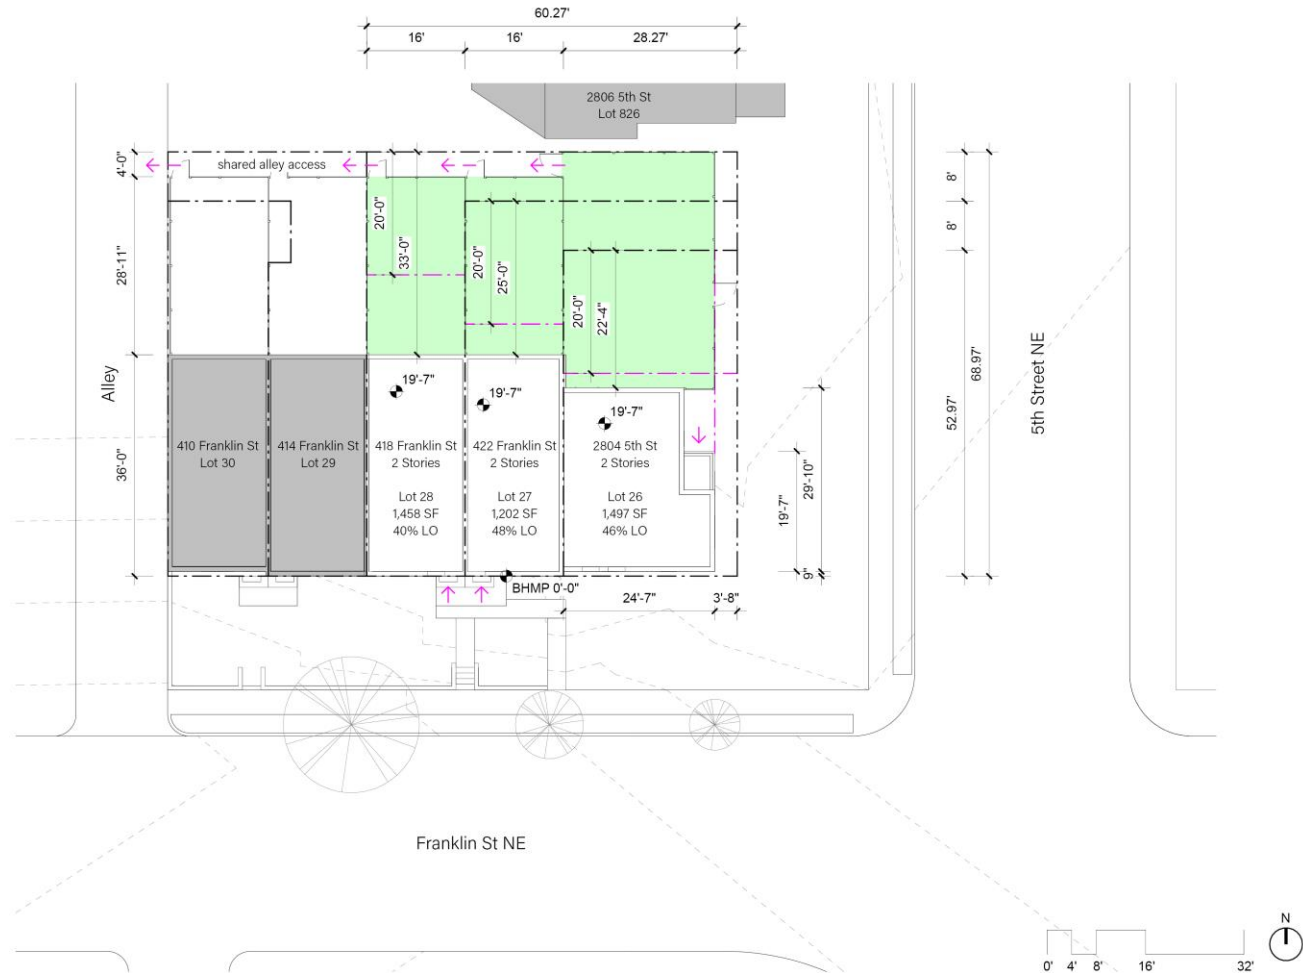 60.27'
16'
16'
28.27'
2806 5th St
Lot 826
4'-0"
shared alley access
8'
8'
20'-0"
33'-0"
20'-0"
25'-0"
20'-0"
22'-4"
28'-11"
Alley
36'-0"
5th Street NE
68.97'
52.97'
29'-10"
19'-7"
9"
19'-7"
19'-7"
19'-7"
410 Franklin St
Lot 30
414 Franklin St
Lot 29
418 Franklin St
2 Stories
Lot 28
1,458 SF
40% LO
422 Franklin St
2 Stories
Lot 27
1,202 SF
48% LO
2804 5th St
2 Stories
Lot 26
1,497 SF
46% LO
BHMP 0'-0"
24'-7"
3'-8"
Franklin St NE
N
0' 4' 8' 16' 32'